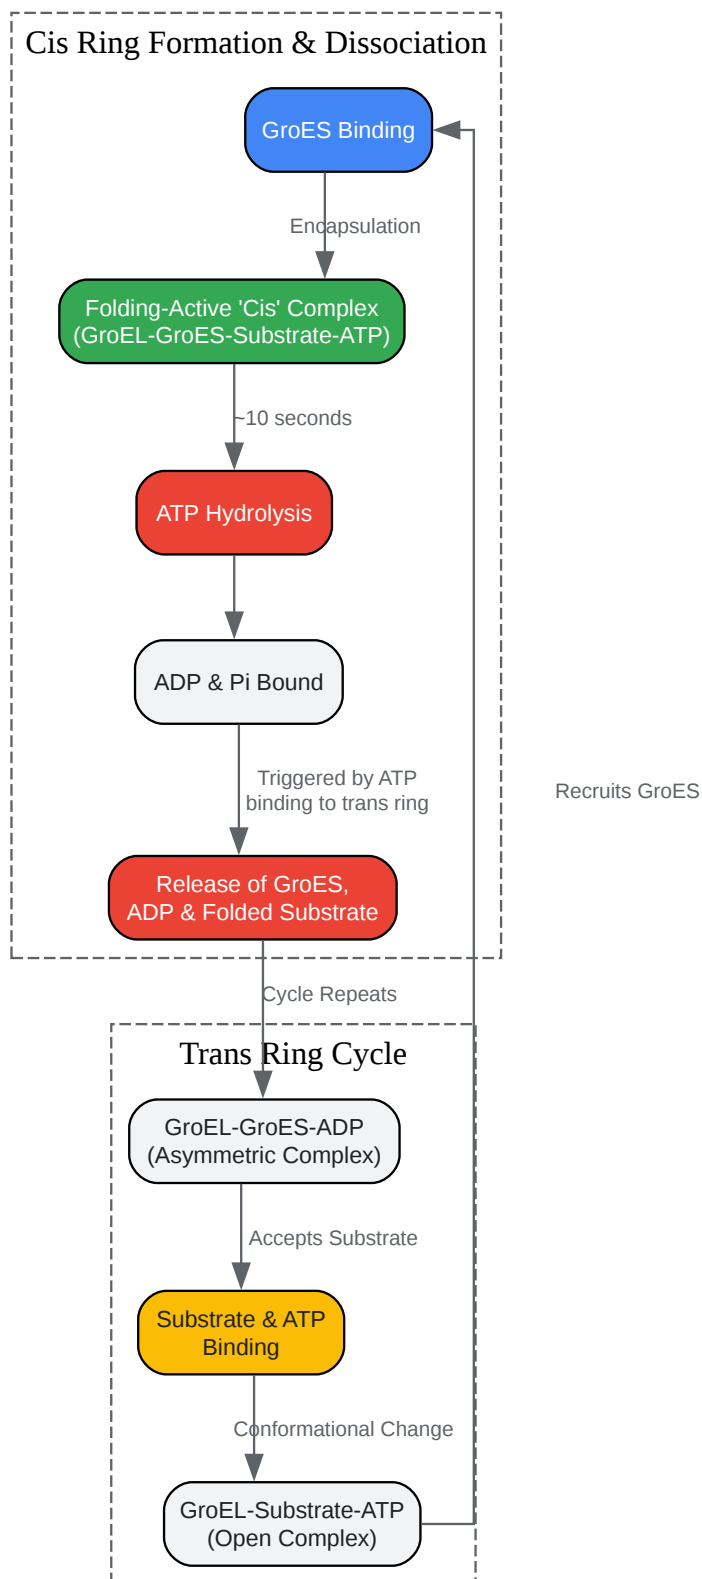 Cis Ring Formation & Dissociation
GroES Binding
Encapsulation
Folding-Active 'Cis' Complex
(GroEL-GroES-Substrate-ATP)
~10 seconds
ATP Hydrolysis
ADP & Pi Bound
Triggered by ATP
binding to trans ring
Recruits GroES
Release of GroES,
ADP & Folded Substrate
Cycle Repeats
Trans Ring Cycle
GroEL-GroES-ADP
(Asymmetric Complex)
Accepts Substrate
Substrate & ATP
Binding
Conformational Change
GroEL-Substrate-ATP
(Open Complex)